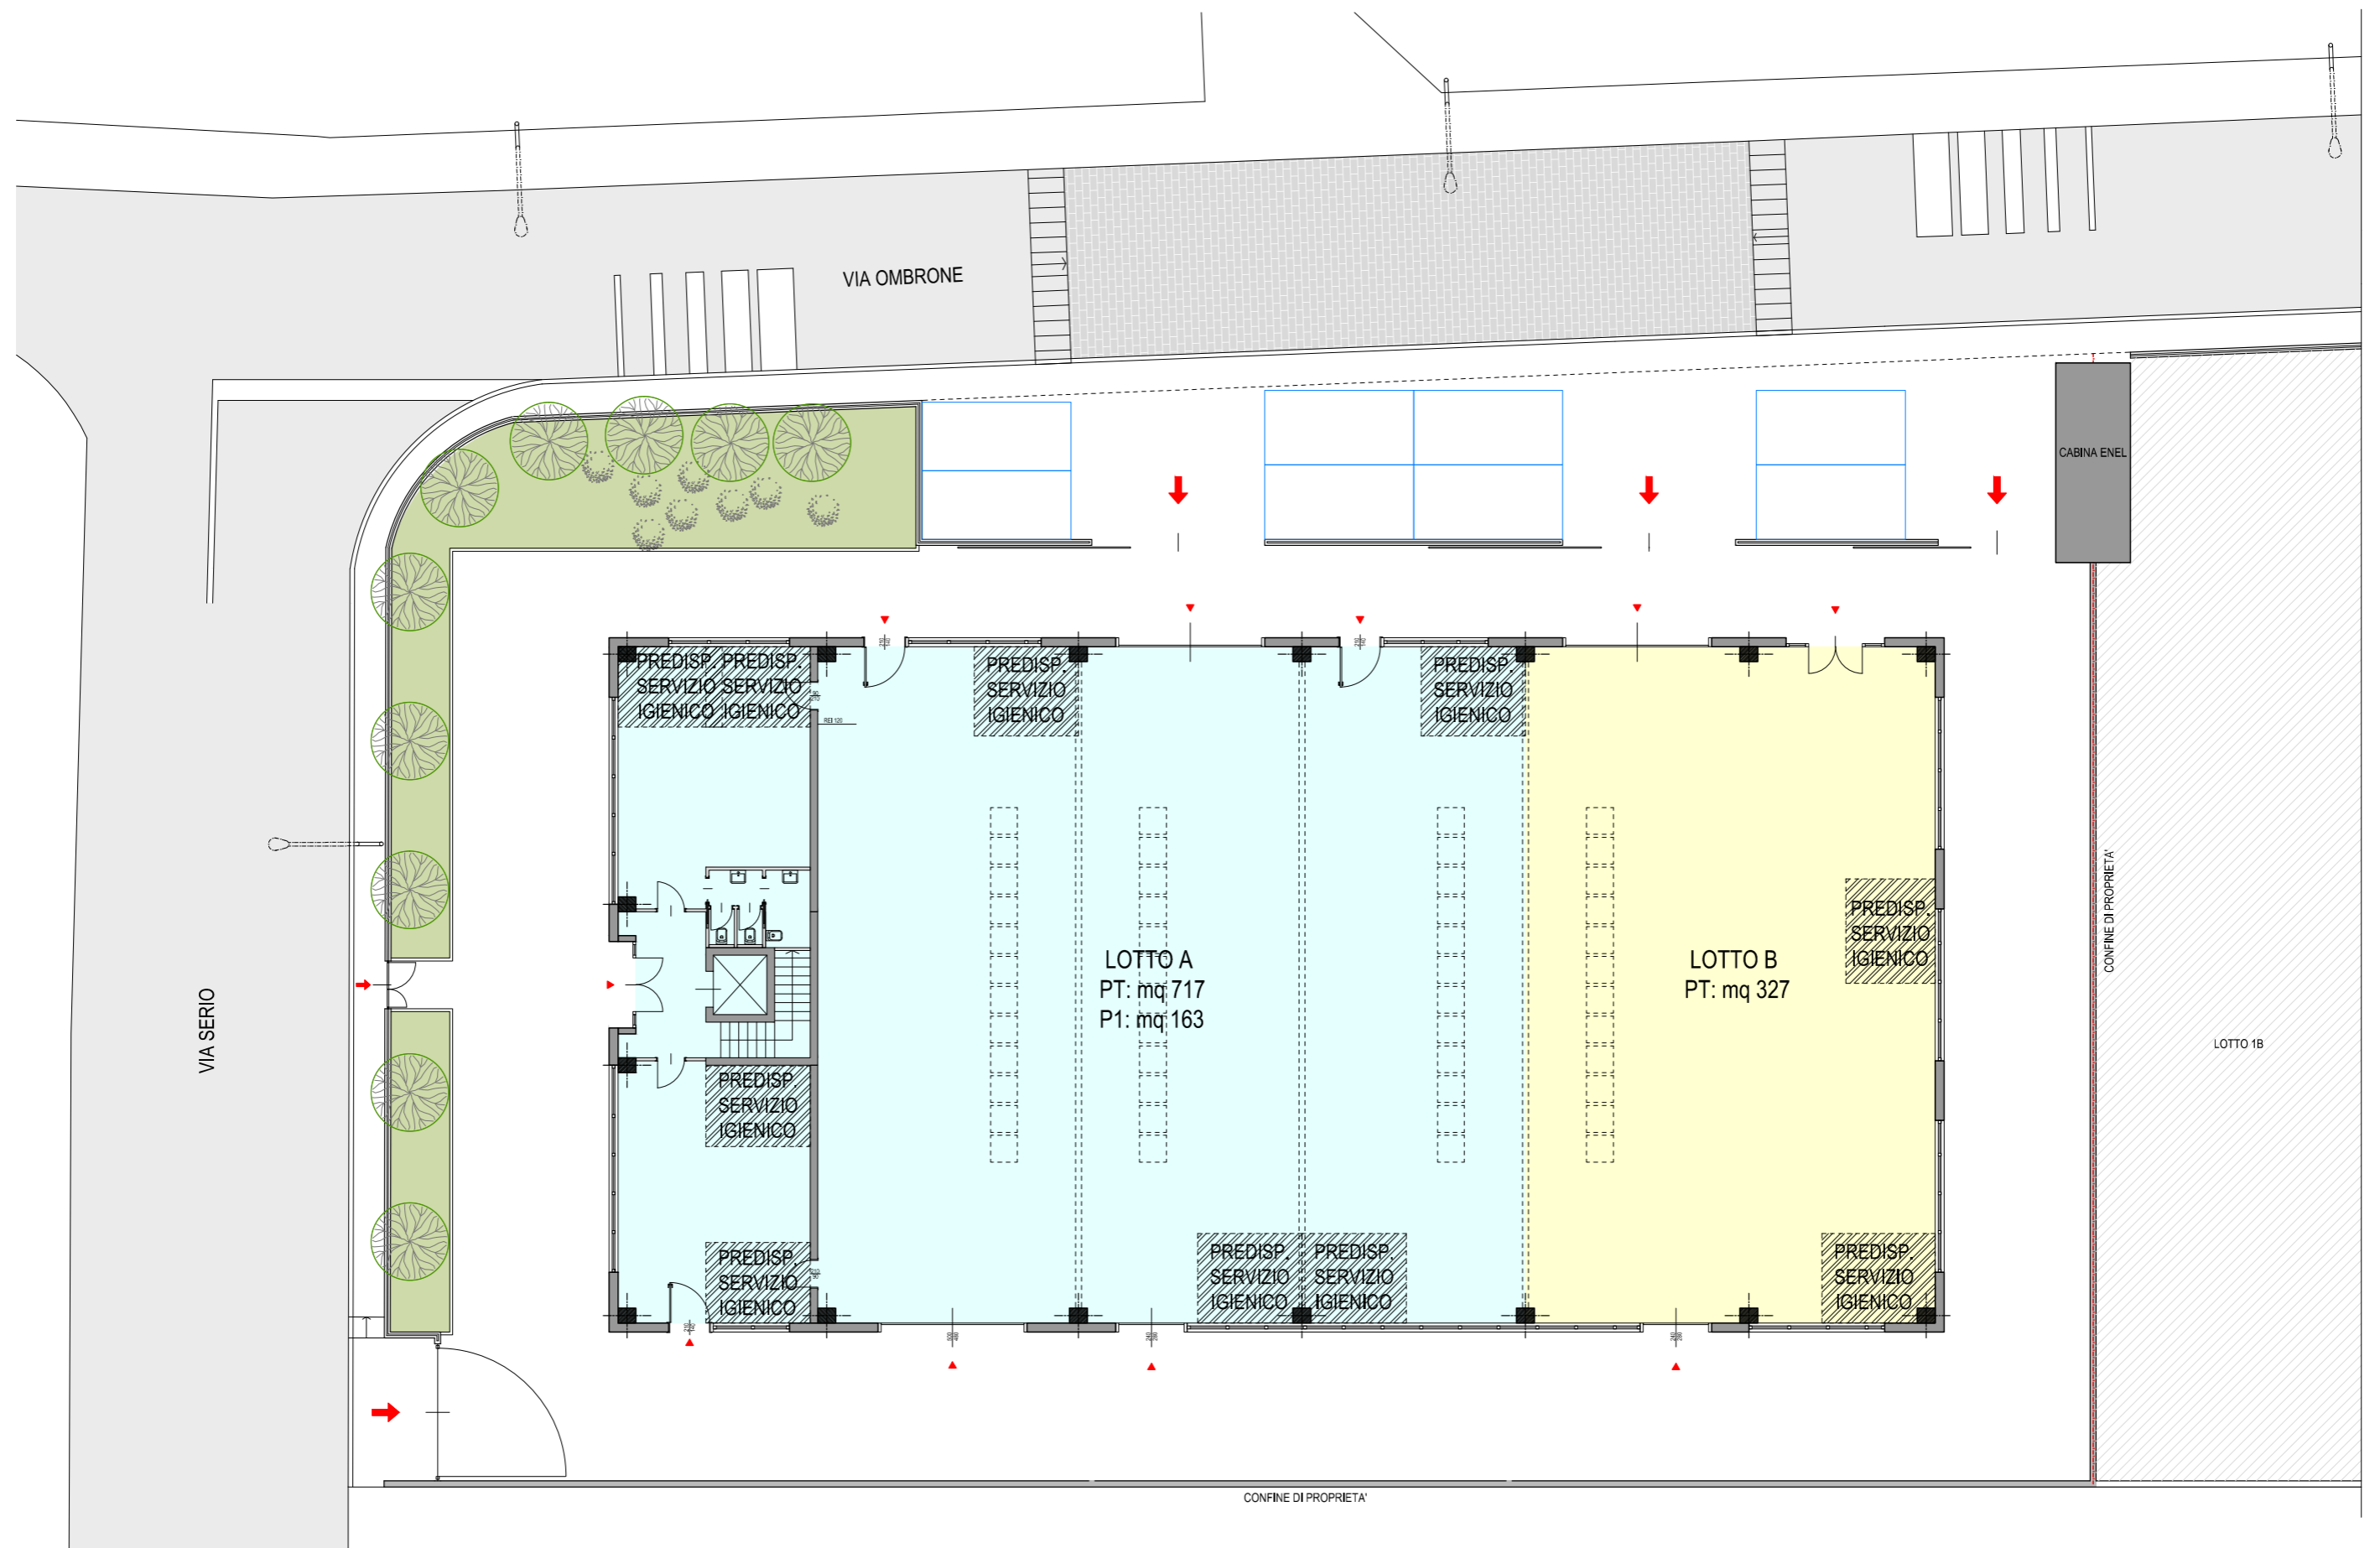 VIA OMBRONE
CABINA ENEL
PREDISP. PREDISP.
SERVIZIO SERVIZIO
IGIENICO IGIENICO
PREDISP.
SERVIZIO
IGIENICO
PREDISP.
SERVIZIO
IGIENICO
REI 120
LOTTO A
PT: mq 717
P1: mq 163
LOTTO B
PT: mq 327
PREDISP.
SERVIZIO
IGIENICO
CONFINE DI PROPRIETA'
LOTTO 1B
VIA SERIO
PREDISP.
SERVIZIO
IGIENICO
PREDISP.
SERVIZIO
IGIENICO
PREDISP. PREDISP.
SERVIZIO SERVIZIO
IGIENICO IGIENICO
PREDISP.
SERVIZIO
IGIENICO
CONFINE DI PROPRIETA'